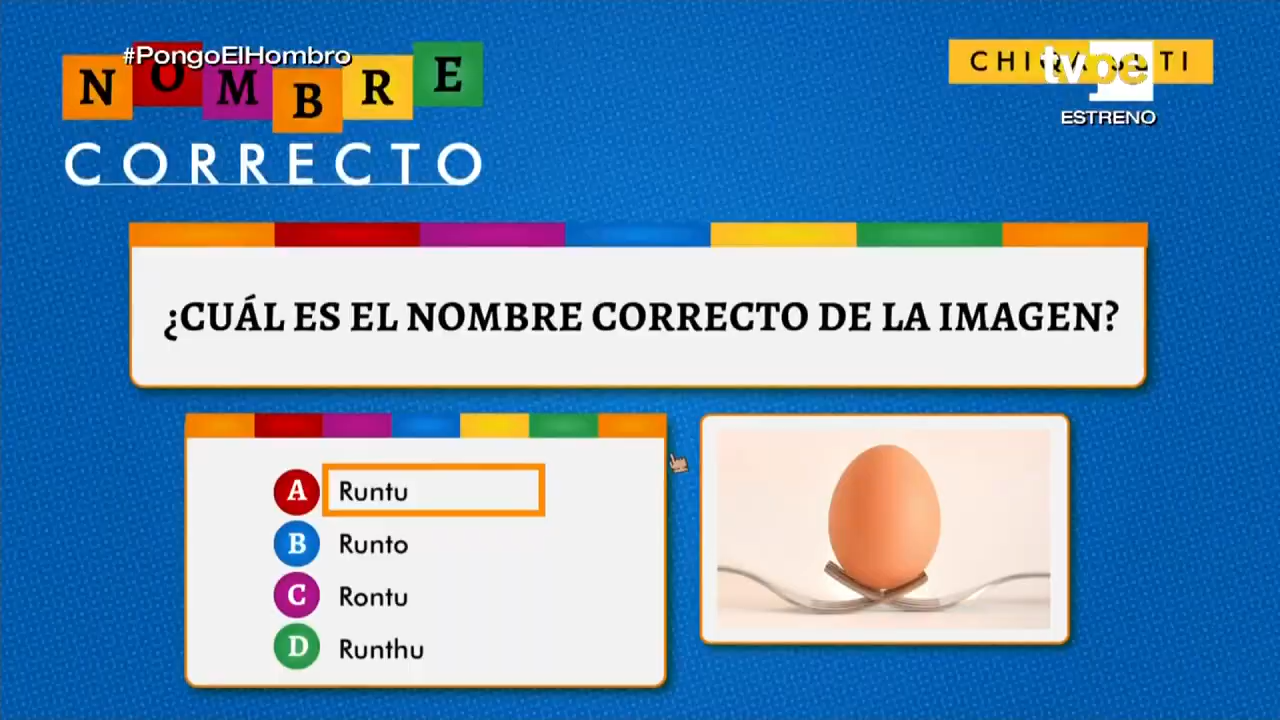 #PongoElHombro
NOMBRE
CORRECTO
tvpe
ESTRENO
¿CUÁL ES EL NOMBRE CORRECTO DE LA IMAGEN?
A Runtu
B Runto
C Rontu
D Runthu